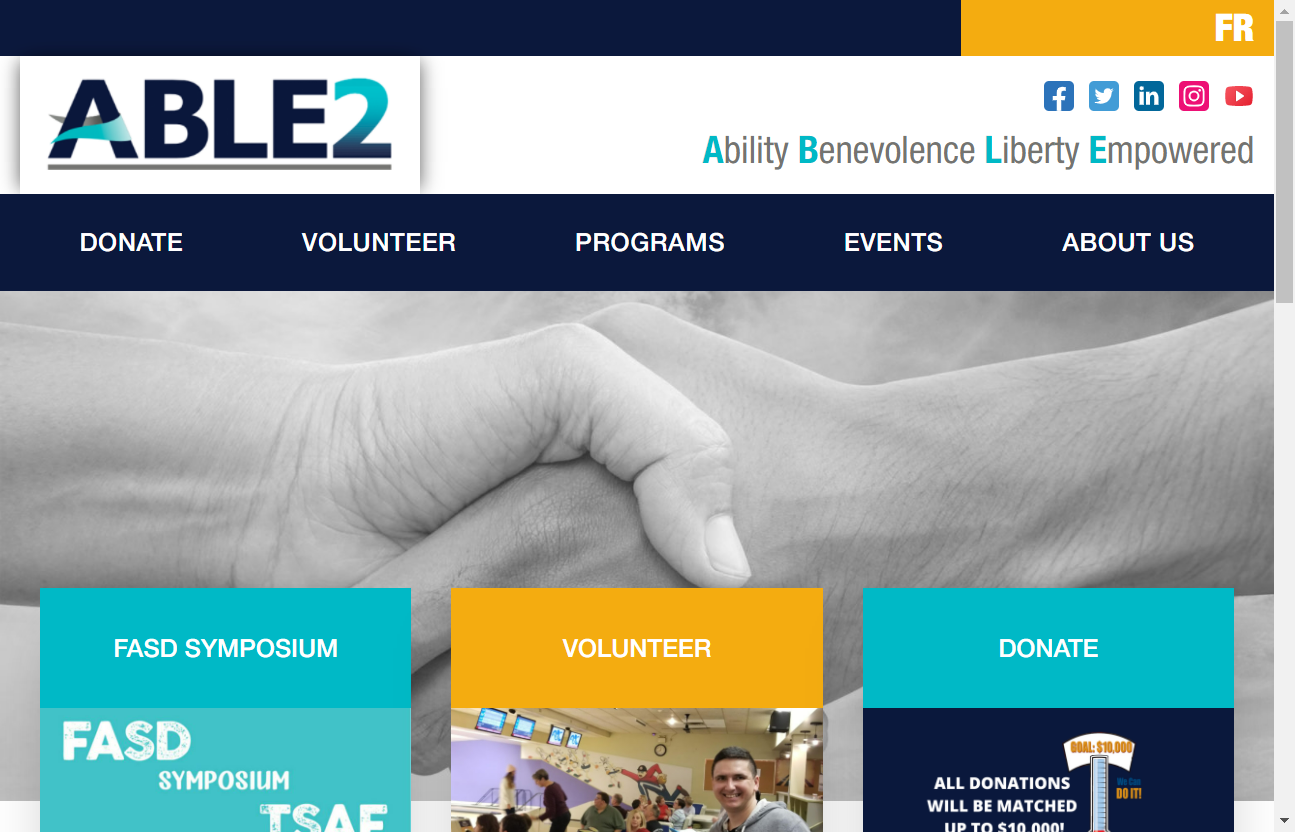 FR
ABLE2
Ability Benevolence Liberty Empowered
DONATE VOLUNTEER PROGRAMS EVENTS ABOUT US
FASD SYMPOSIUM
VOLUNTEER
DONATE
FASD
SYMPOSIUM
TSAF
GOAL: $10,000
We Can
DO IT!
ALL DONATIONS
WILL BE MATCHED
UP TO $10,000!